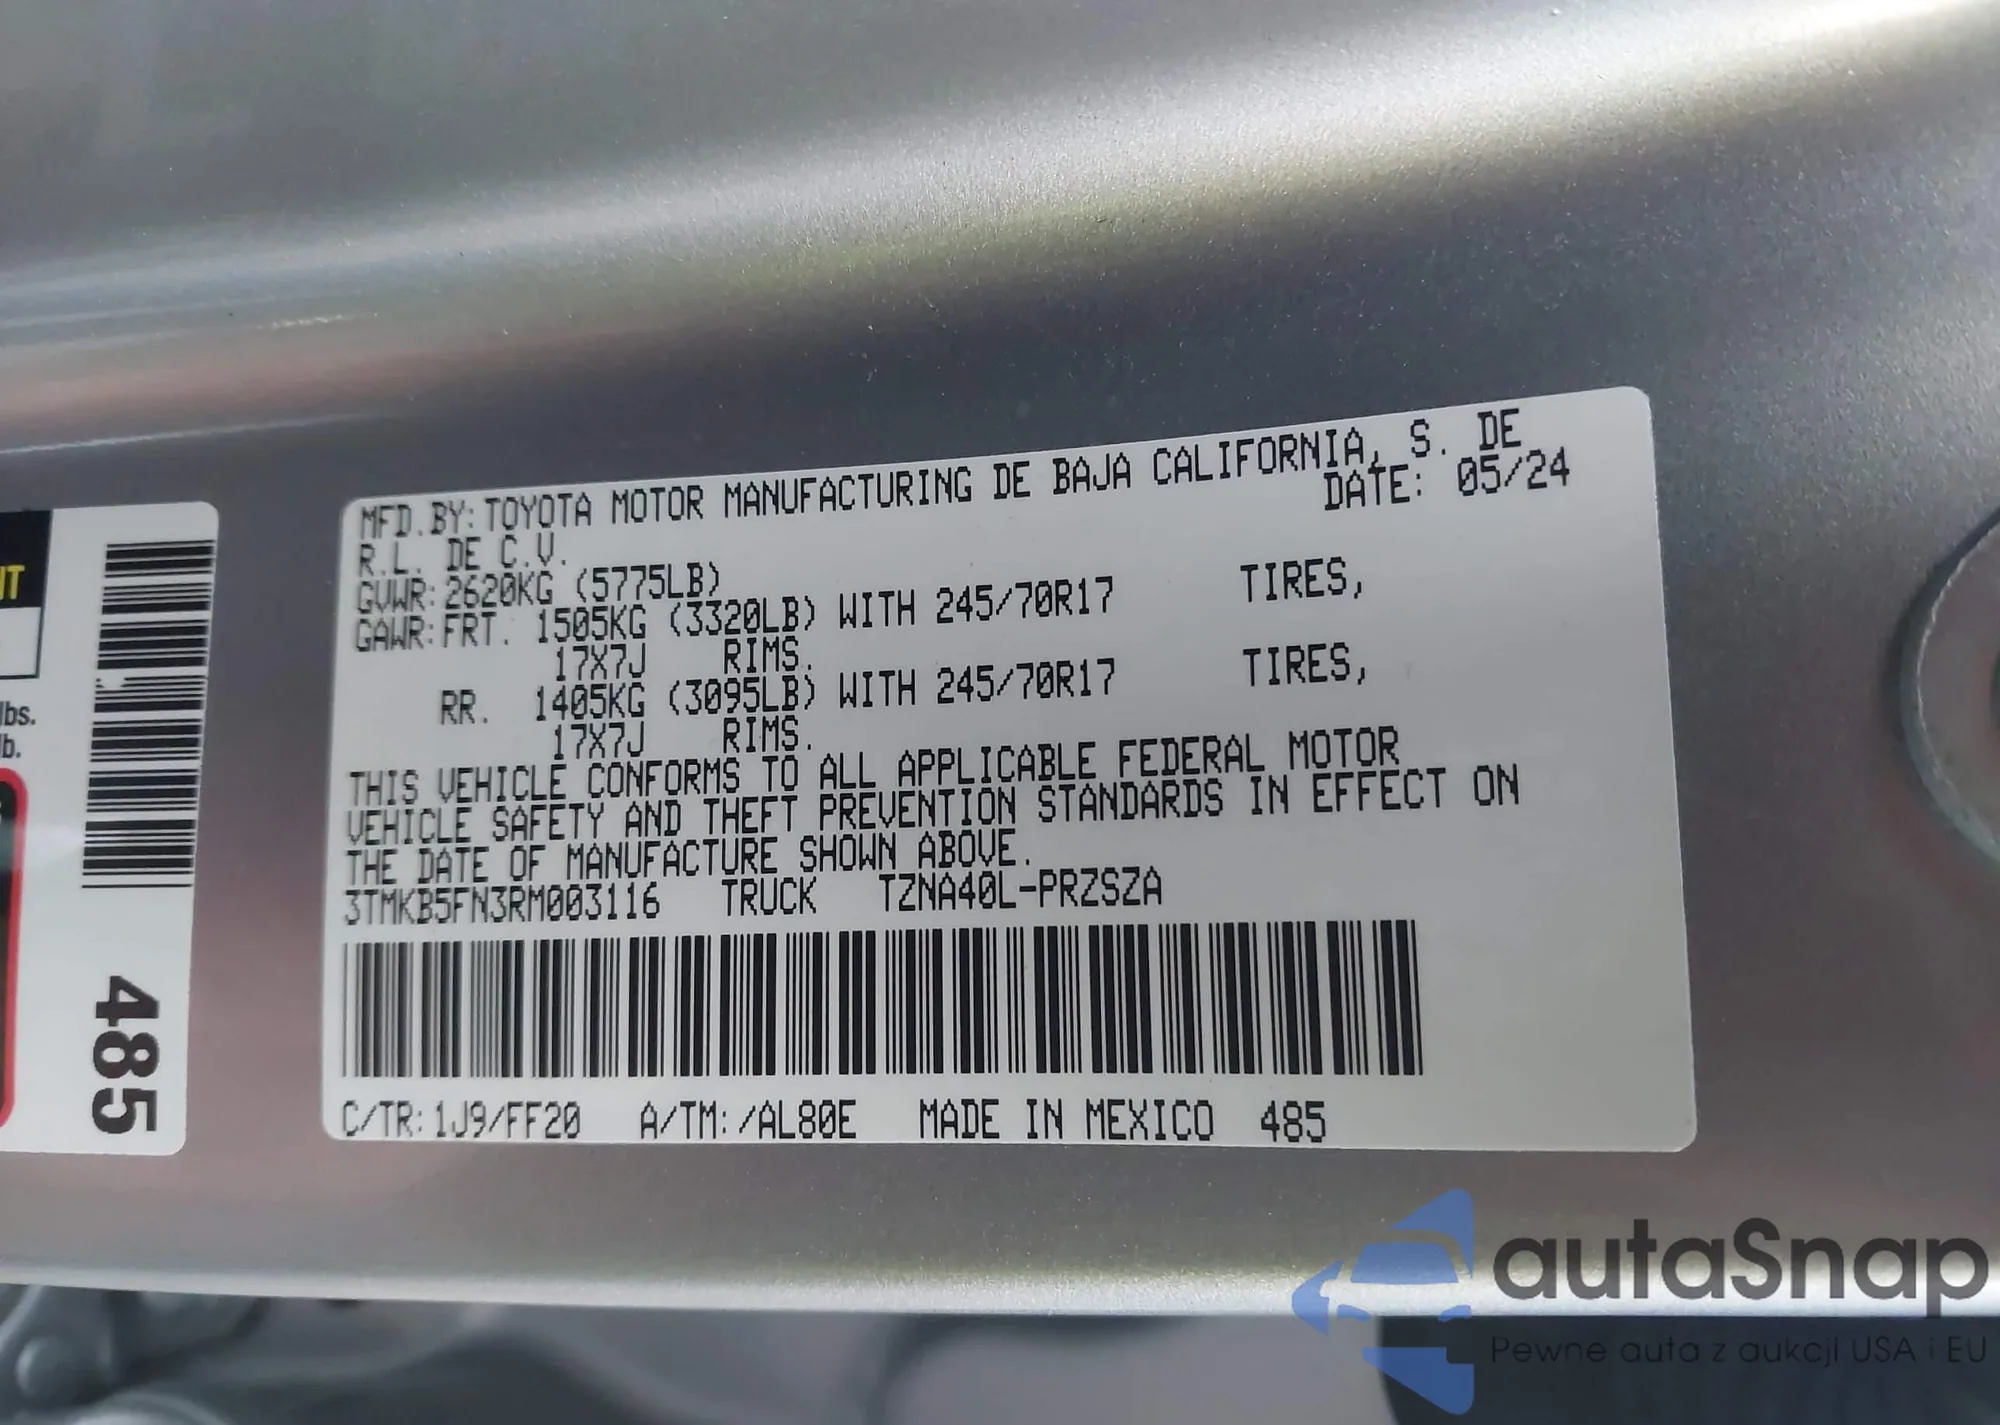 MFD.BY:TOYOTA MOTOR MANUFACTURING DE BAJA CALIFORNIA, S. DE
R.L. DE C.V. DATE: 05/24
GVWR:2620KG (5775LB)
GAWR:FRT. 1505KG (3320LB) WITH 245/70R17 TIRES,
17X7J RIMS.
RR. 1405KG (3095LB) WITH 245/70R17 TIRES,
17X7J RIMS.
THIS VEHICLE CONFORMS TO ALL APPLICABLE FEDERAL MOTOR
VEHICLE SAFETY AND THEFT PREVENTION STANDARDS IN EFFECT ON
THE DATE OF MANUFACTURE SHOWN ABOVE.
3TMKB5FN3RM003116 TRUCK TZNA40L-PRZSZA
C/TR:1J9/FF20 A/TM:/AL80E MADE IN MEXICO 485
lbs.
lb.
485
autaSnap
Pewne auta z aukcji USA i EU